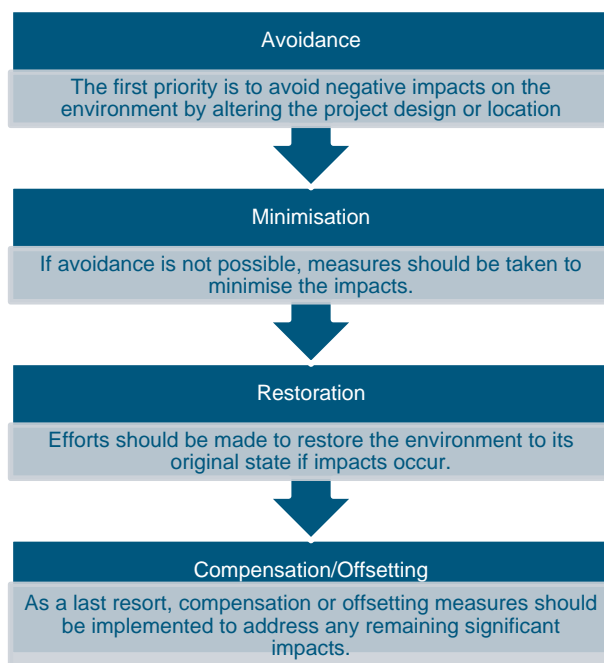 Avoidance
The first priority is to avoid negative impacts on the
environment by altering the project design or location
Minimisation
If avoidance is not possible, measures should be taken to
minimise the impacts.
Restoration
Efforts should be made to restore the environment to its
original state if impacts occur.
Compensation/Offsetting
As a last resort, compensation or offsetting measures should
be implemented to address any remaining significant
impacts.